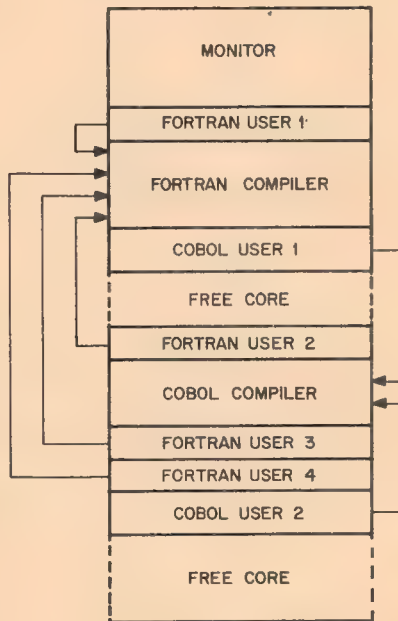 MONITOR
FORTRAN USER 1
FORTRAN COMPILER
COBOL USER 1
FREE CORE
FORTRAN USER 2
COBOL COMPILER
FORTRAN USER 3
FORTRAN USER 4
COBOL USER 2
FREE CORE